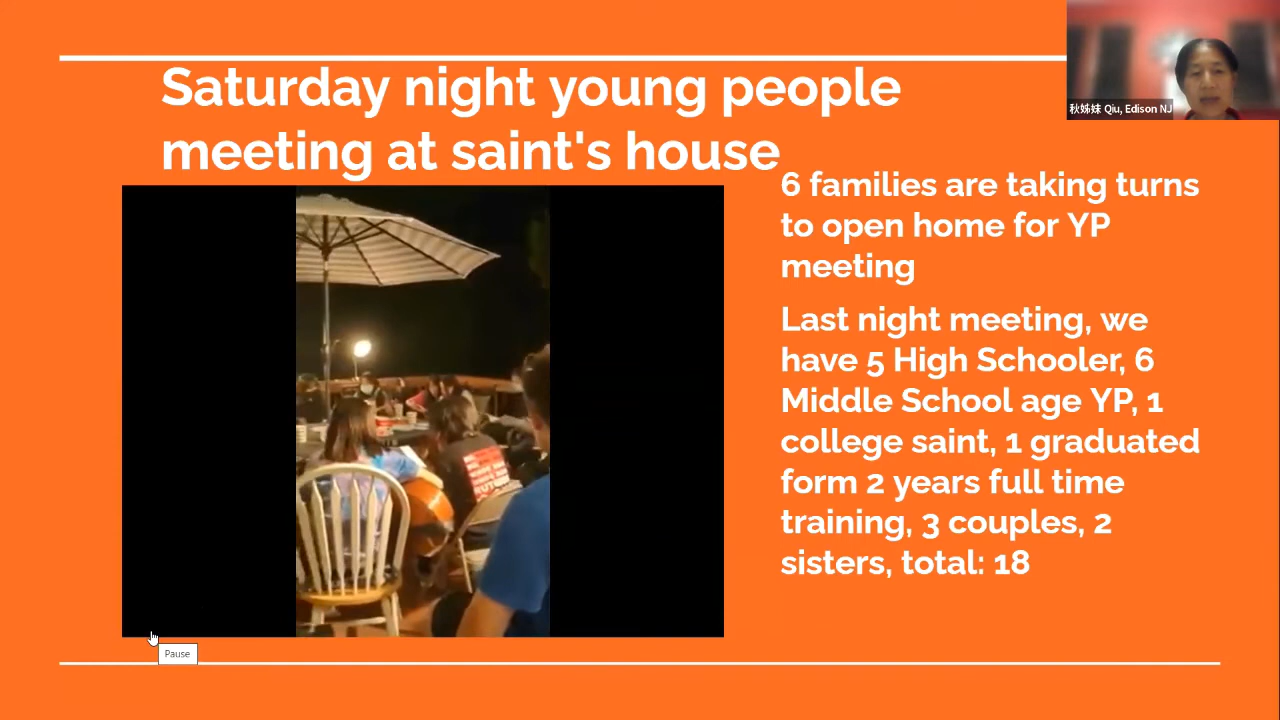 Saturday night young people
meeting at saint's house
秋姊妹 Qiu, Edison NJ
6 families are taking turns
to open home for YP
meeting
Last night meeting, we
have 5 High Schooler, 6
Middle School age YP, 1
college saint, 1 graduated
form 2 years full time
training, 3 couples, 2
sisters, total: 18
Pause